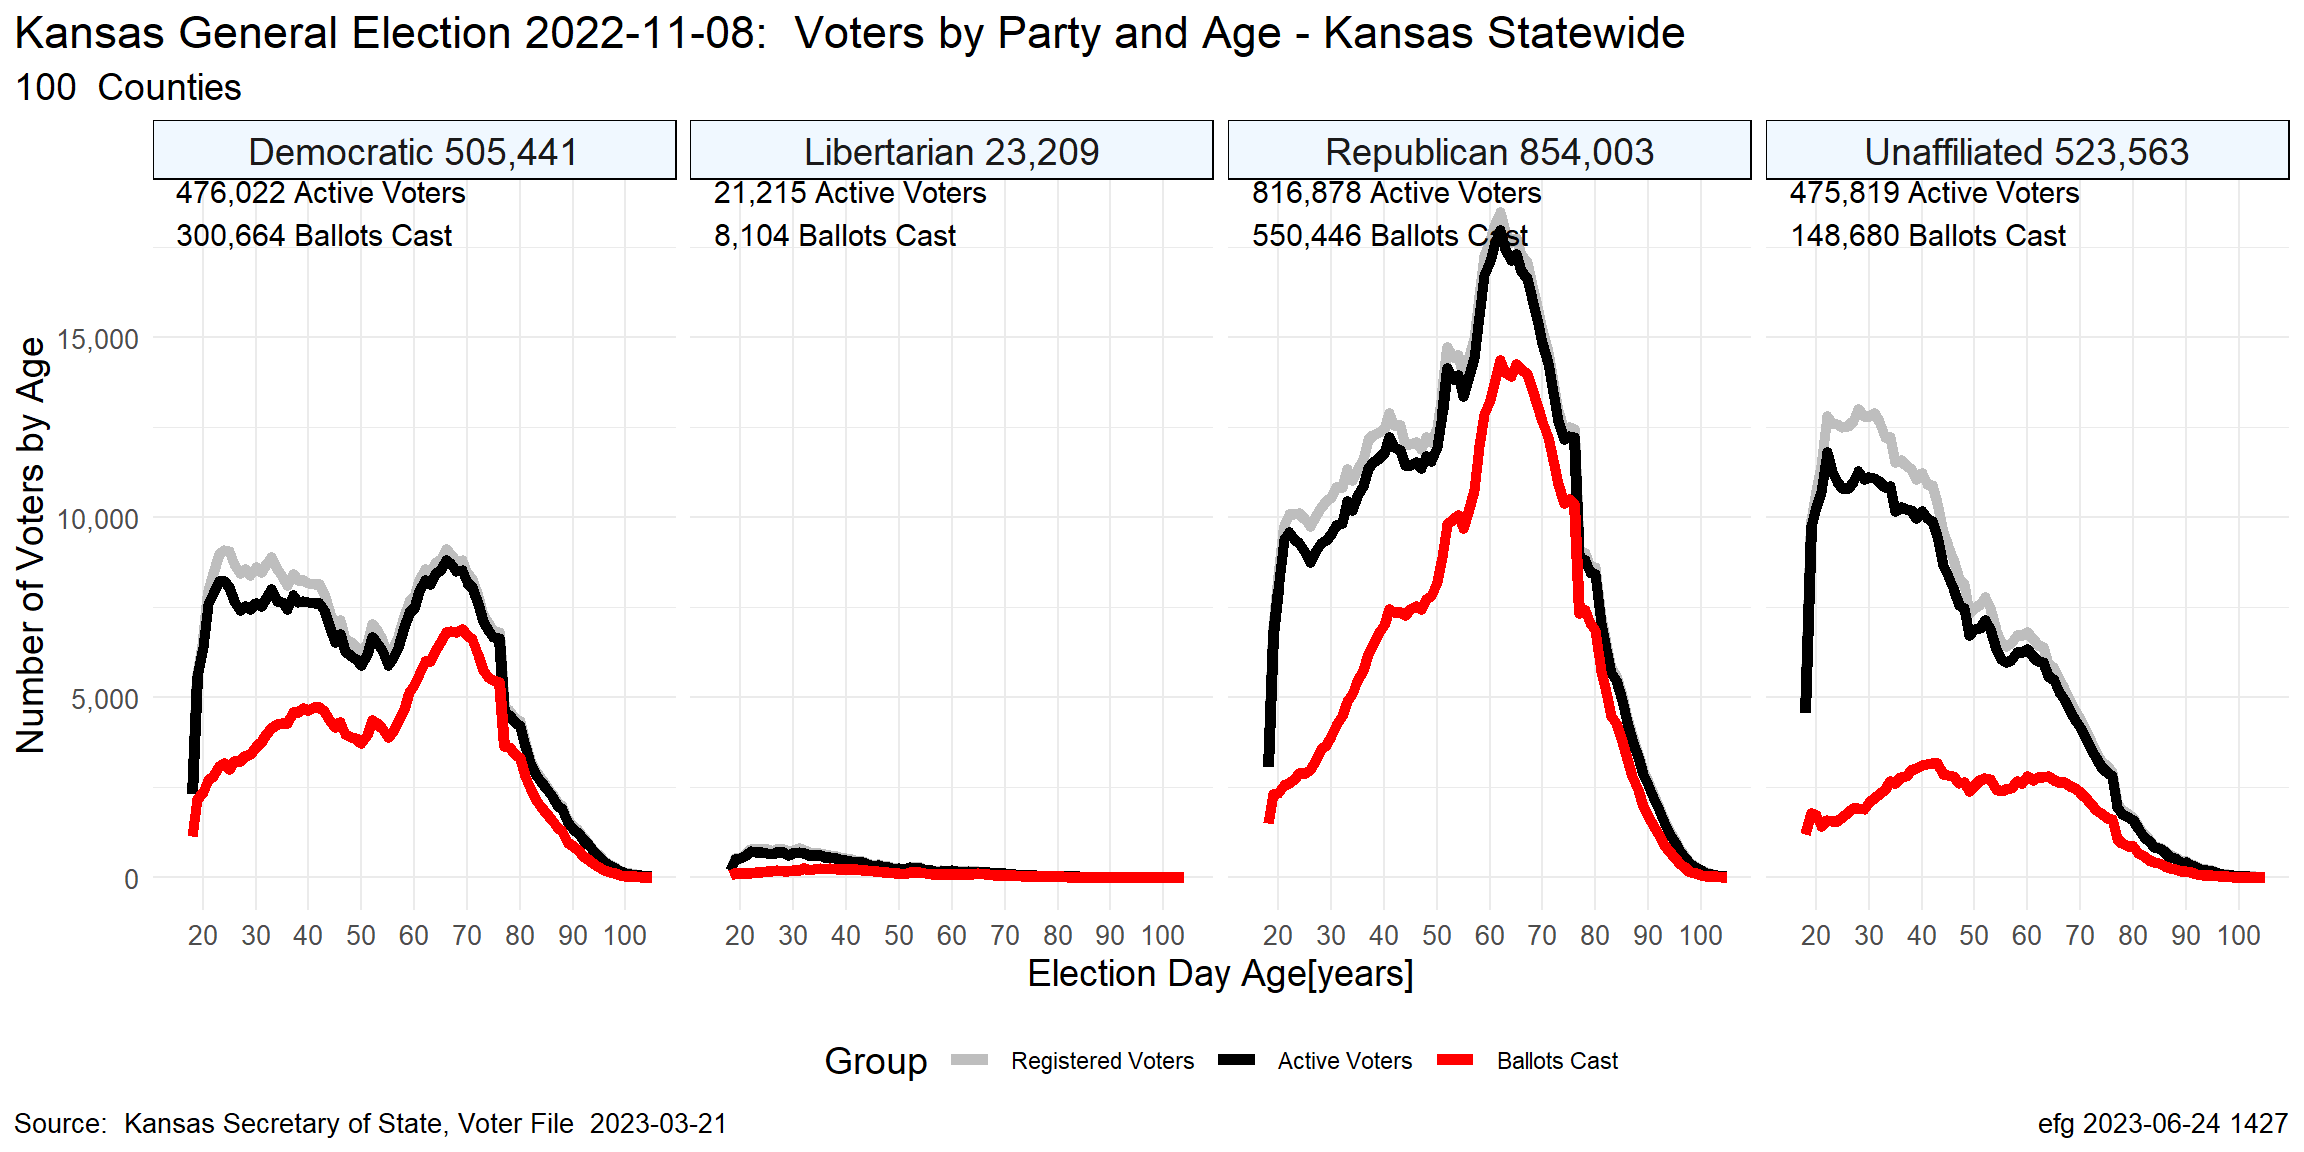 Kansas General Election 2022-11-08:  Voters by Party and Age - Kansas Statewide
100  Counties
Democratic 505,441
Libertarian 23,209
Republican 854,003
Unaffiliated 523,563
476,022 Active Voters
300,664 Ballots Cast
21,215 Active Voters
8,104 Ballots Cast
816,878 Active Voters
550,446 Ballots Cast
475,819 Active Voters
148,680 Ballots Cast
Number of Voters by Age
15,000
10,000
5,000
0
20 30 40 50 60 70 80 90 100
20 30 40 50 60 70 80 90 100
20 30 40 50 60 70 80 90 100
20 30 40 50 60 70 80 90 100
Election Day Age[years]
Group Registered Voters Active Voters Ballots Cast
Source:  Kansas Secretary of State, Voter File  2023-03-21
efg 2023-06-24 1427